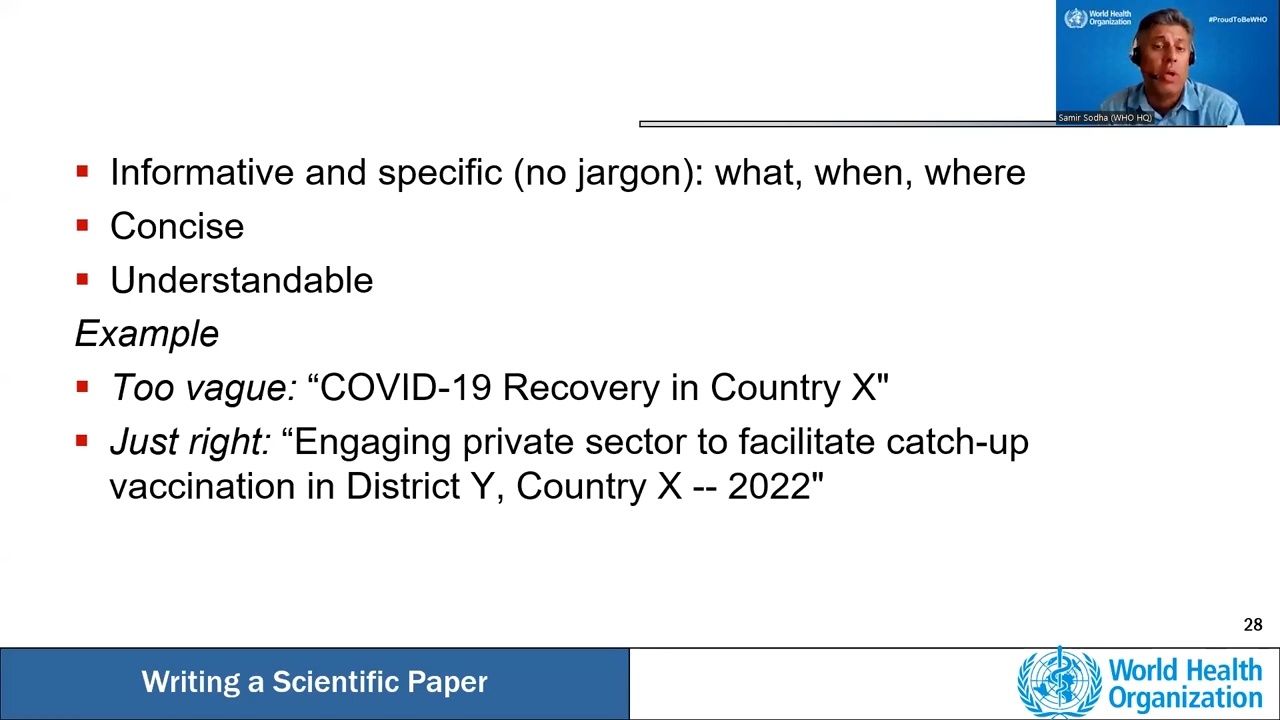 World Health
Organization
#ProudToBeWHO
Samir Sodha (WHO HQ)
▪ Informative and specific (no jargon): what, when, where
▪ Concise
▪ Understandable
Example
▪ Too vague: “COVID-19 Recovery in Country X"
▪ Just right: “Engaging private sector to facilitate catch-up
vaccination in District Y, Country X -- 2022"
28
Writing a Scientific Paper
World Health
Organization